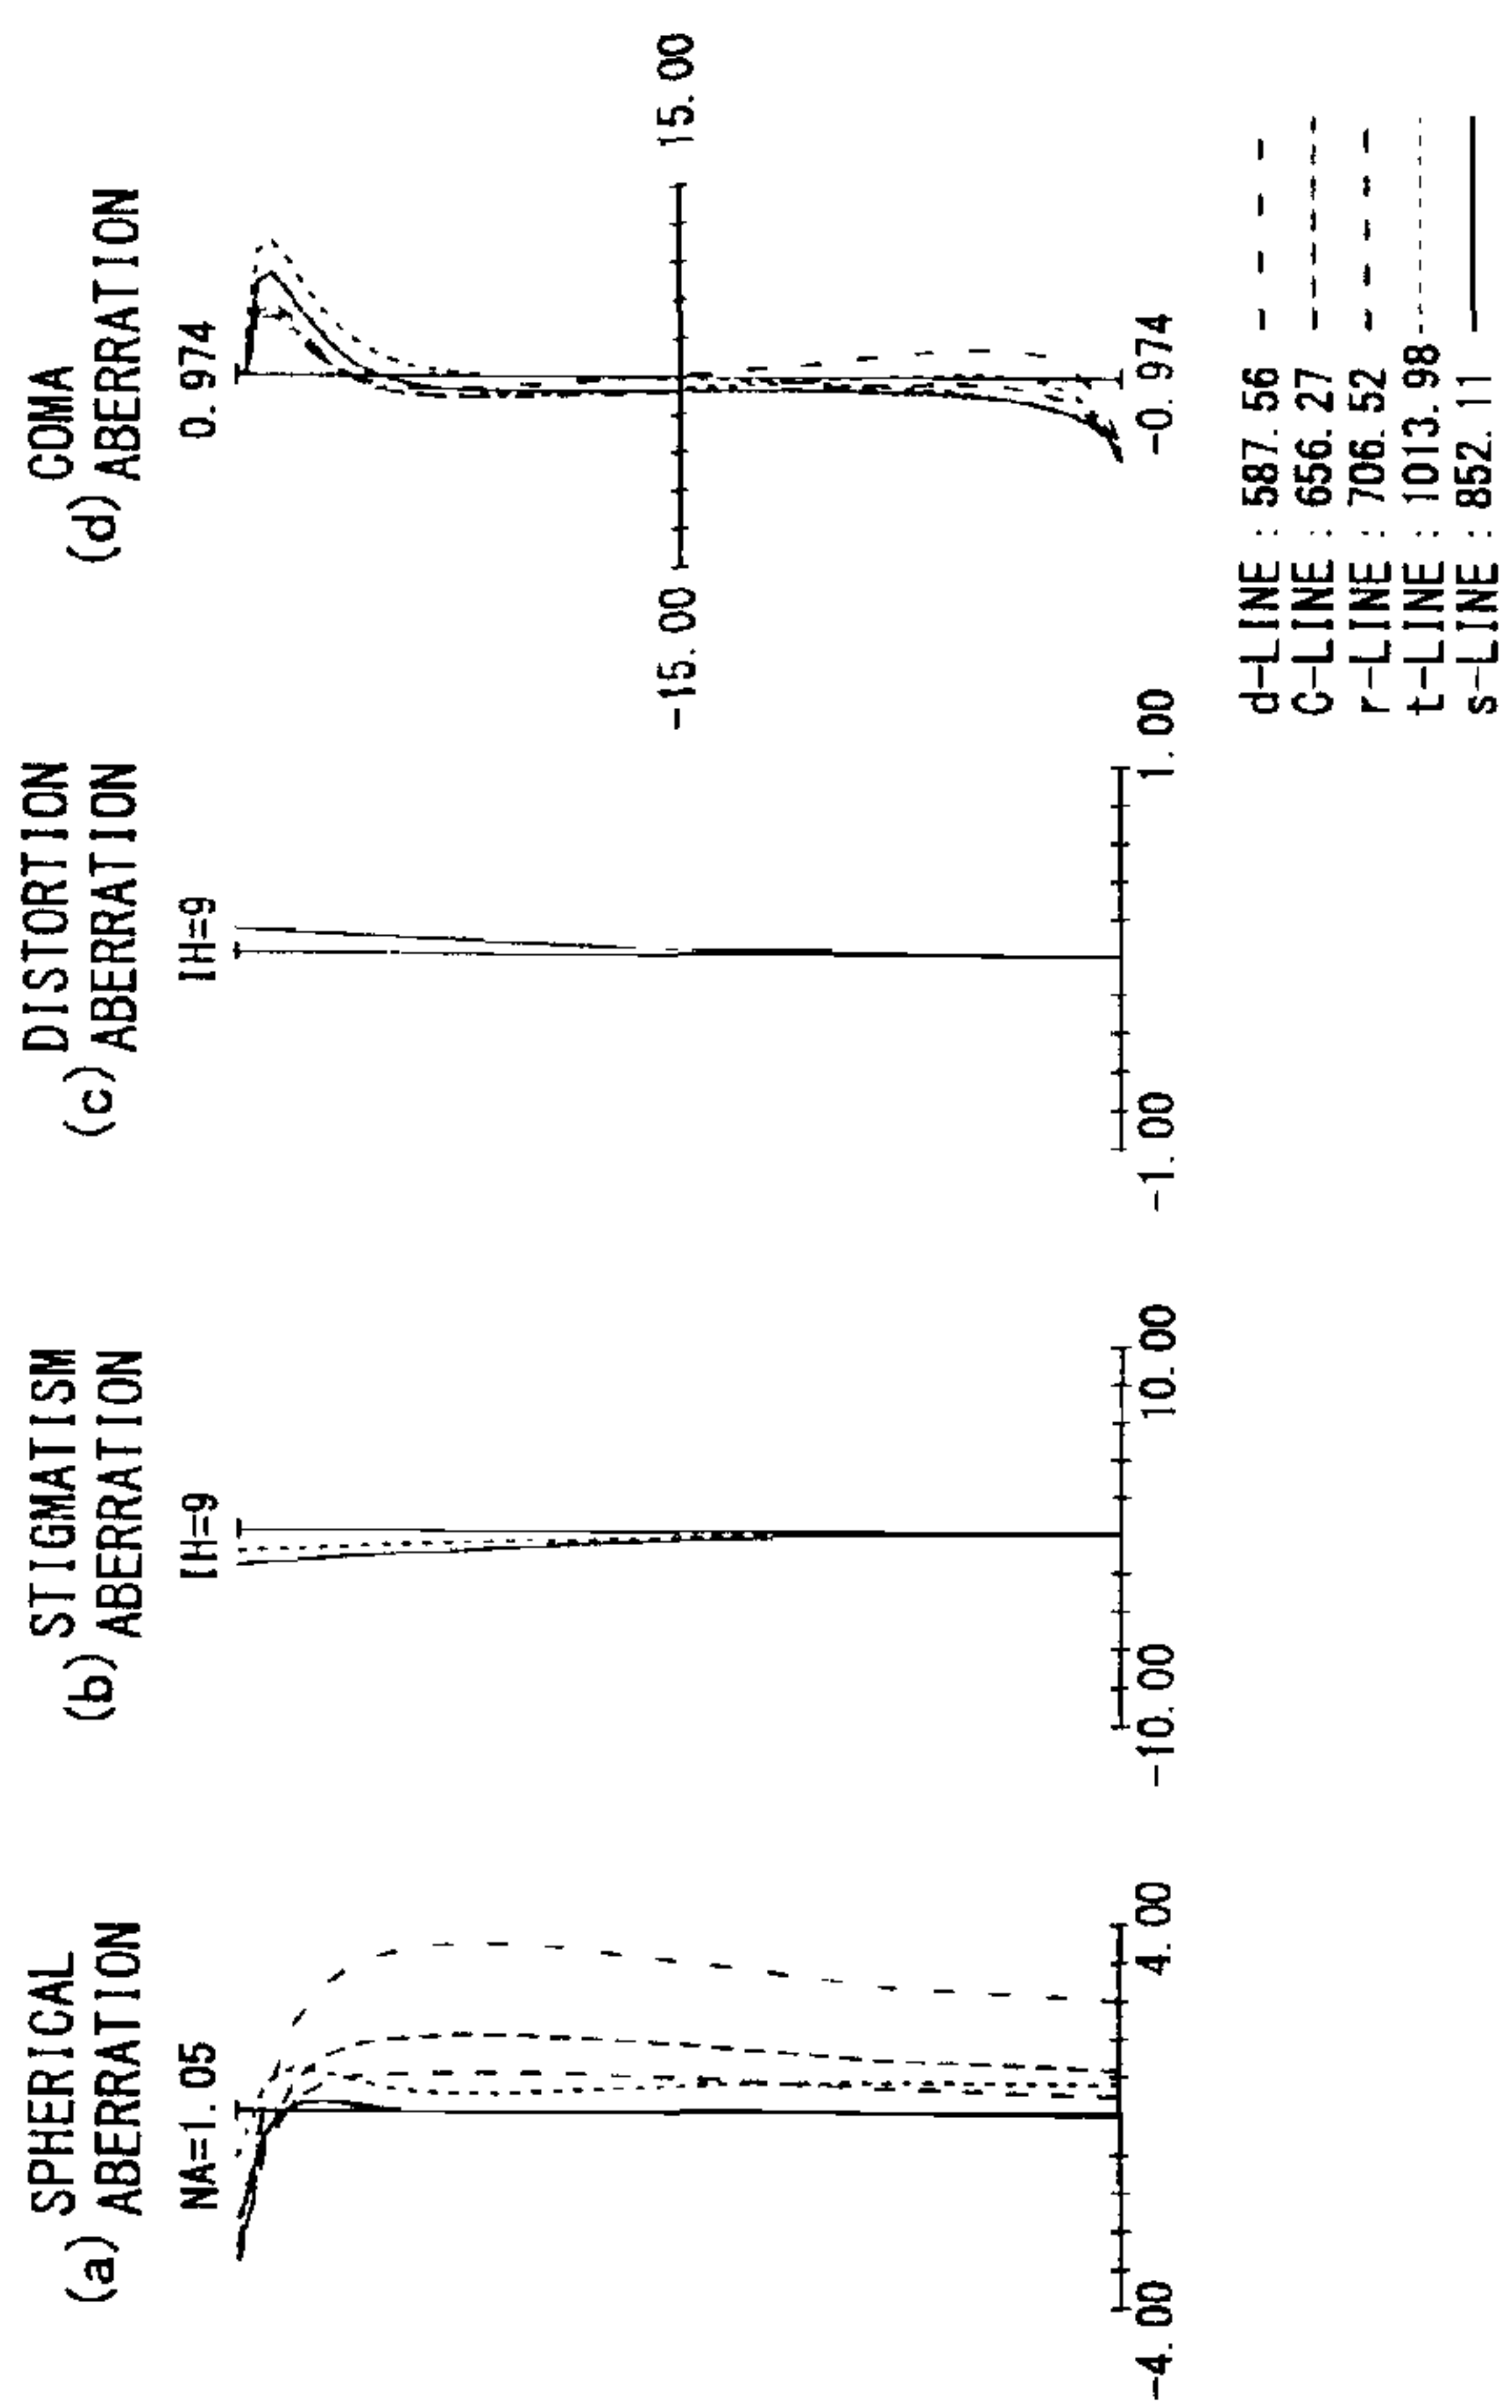 SPHERICAL
(a) ABERRATION
NA=1.05
-4.00
4.00
STIGMATISM
(b) ABERRATION
IH=9
-10.00
10.00
DISTORTION
(c) ABERRATION
IH=9
-1.00
1.00
COMA
(d) ABERRATION
0.974
-15.00
15.00
-0.974
d-LINE : 587.56
C-LINE : 656.27
r-LINE : 706.52
t-LINE : 1013.98
s-LINE : 852.11